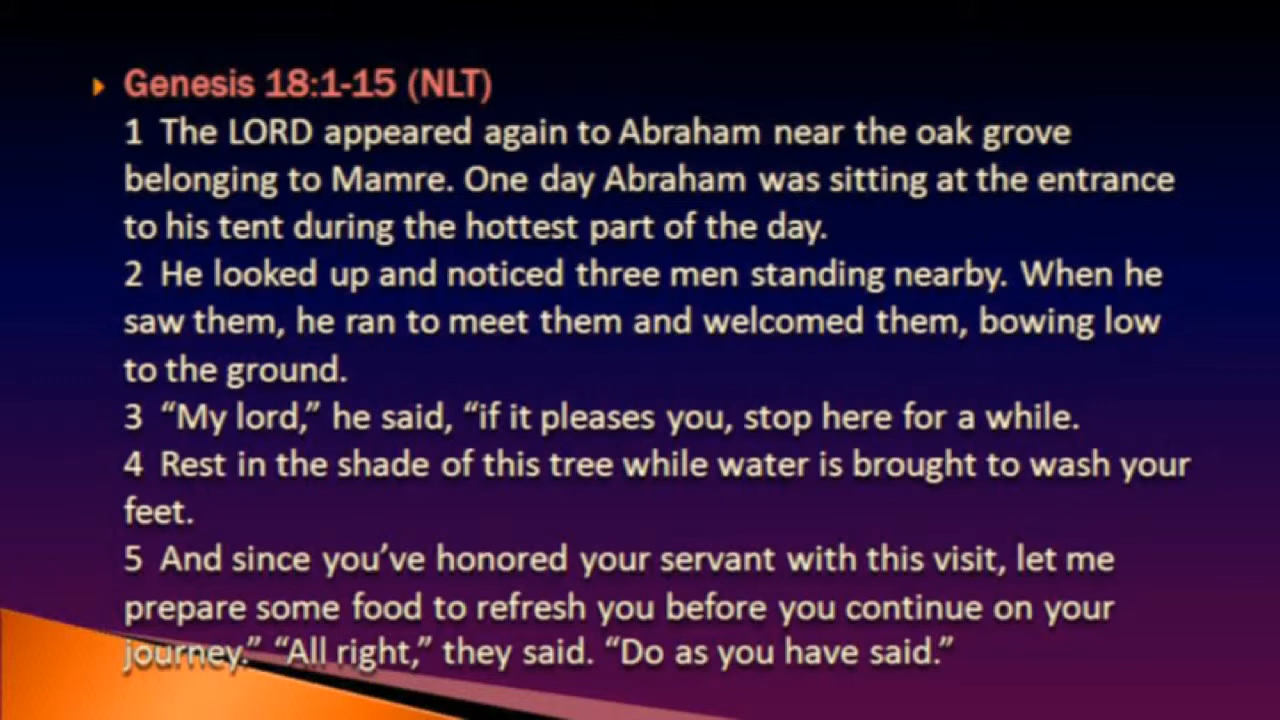 Genesis 18:1-15 (NLT)
1 The LORD appeared again to Abraham near the oak grove
belonging to Mamre. One day Abraham was sitting at the entrance
to his tent during the hottest part of the day.
2 He looked up and noticed three men standing nearby. When he
saw them, he ran to meet them and welcomed them, bowing low
to the ground.
3 “My lord,” he said, “if it pleases you, stop here for a while.
4 Rest in the shade of this tree while water is brought to wash your
feet.
5 And since you’ve honored your servant with this visit, let me
prepare some food to refresh you before you continue on your
journey.” “All right,” they said. “Do as you have said.”